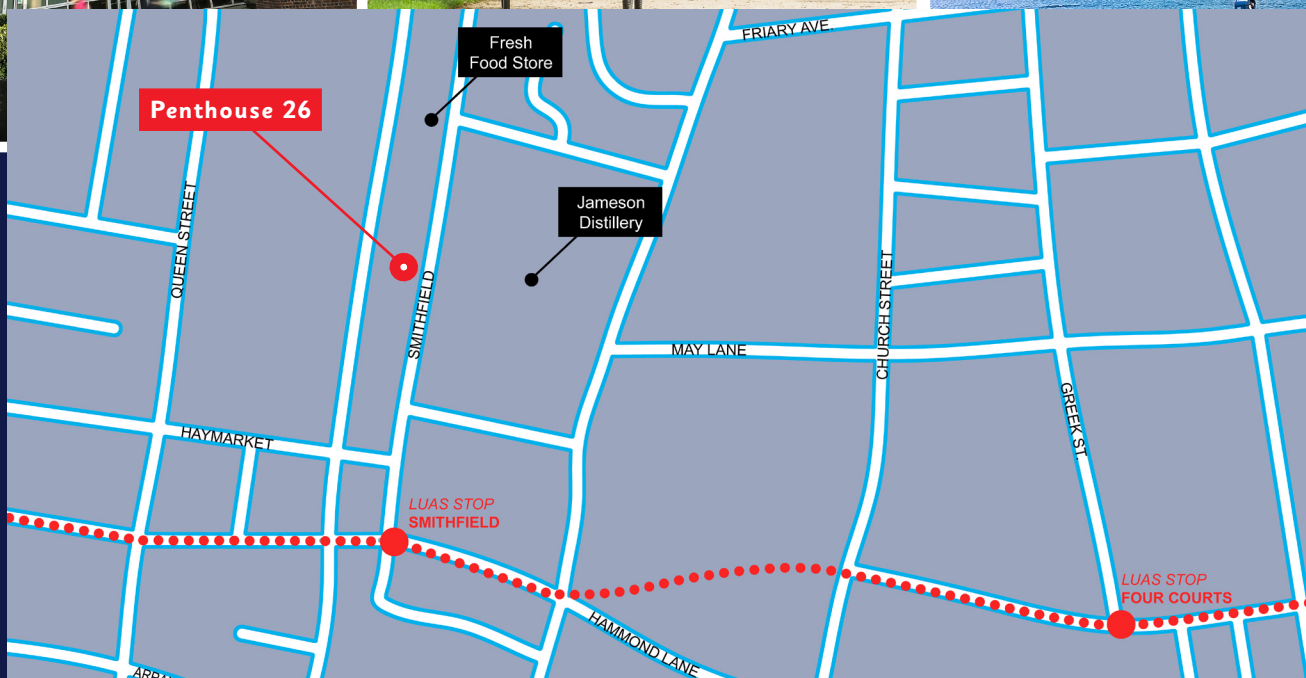 FRIARY AVE.
Fresh
Food Store
Penthouse 26
Jameson
Distillery
QUEEN STREET
SMITHFIELD
CHURCH STREET
MAY LANE
GREEK ST.
HAYMARKET
LUAS STOP
SMITHFIELD
LUAS STOP
FOUR COURTS
HAMMOND LANE